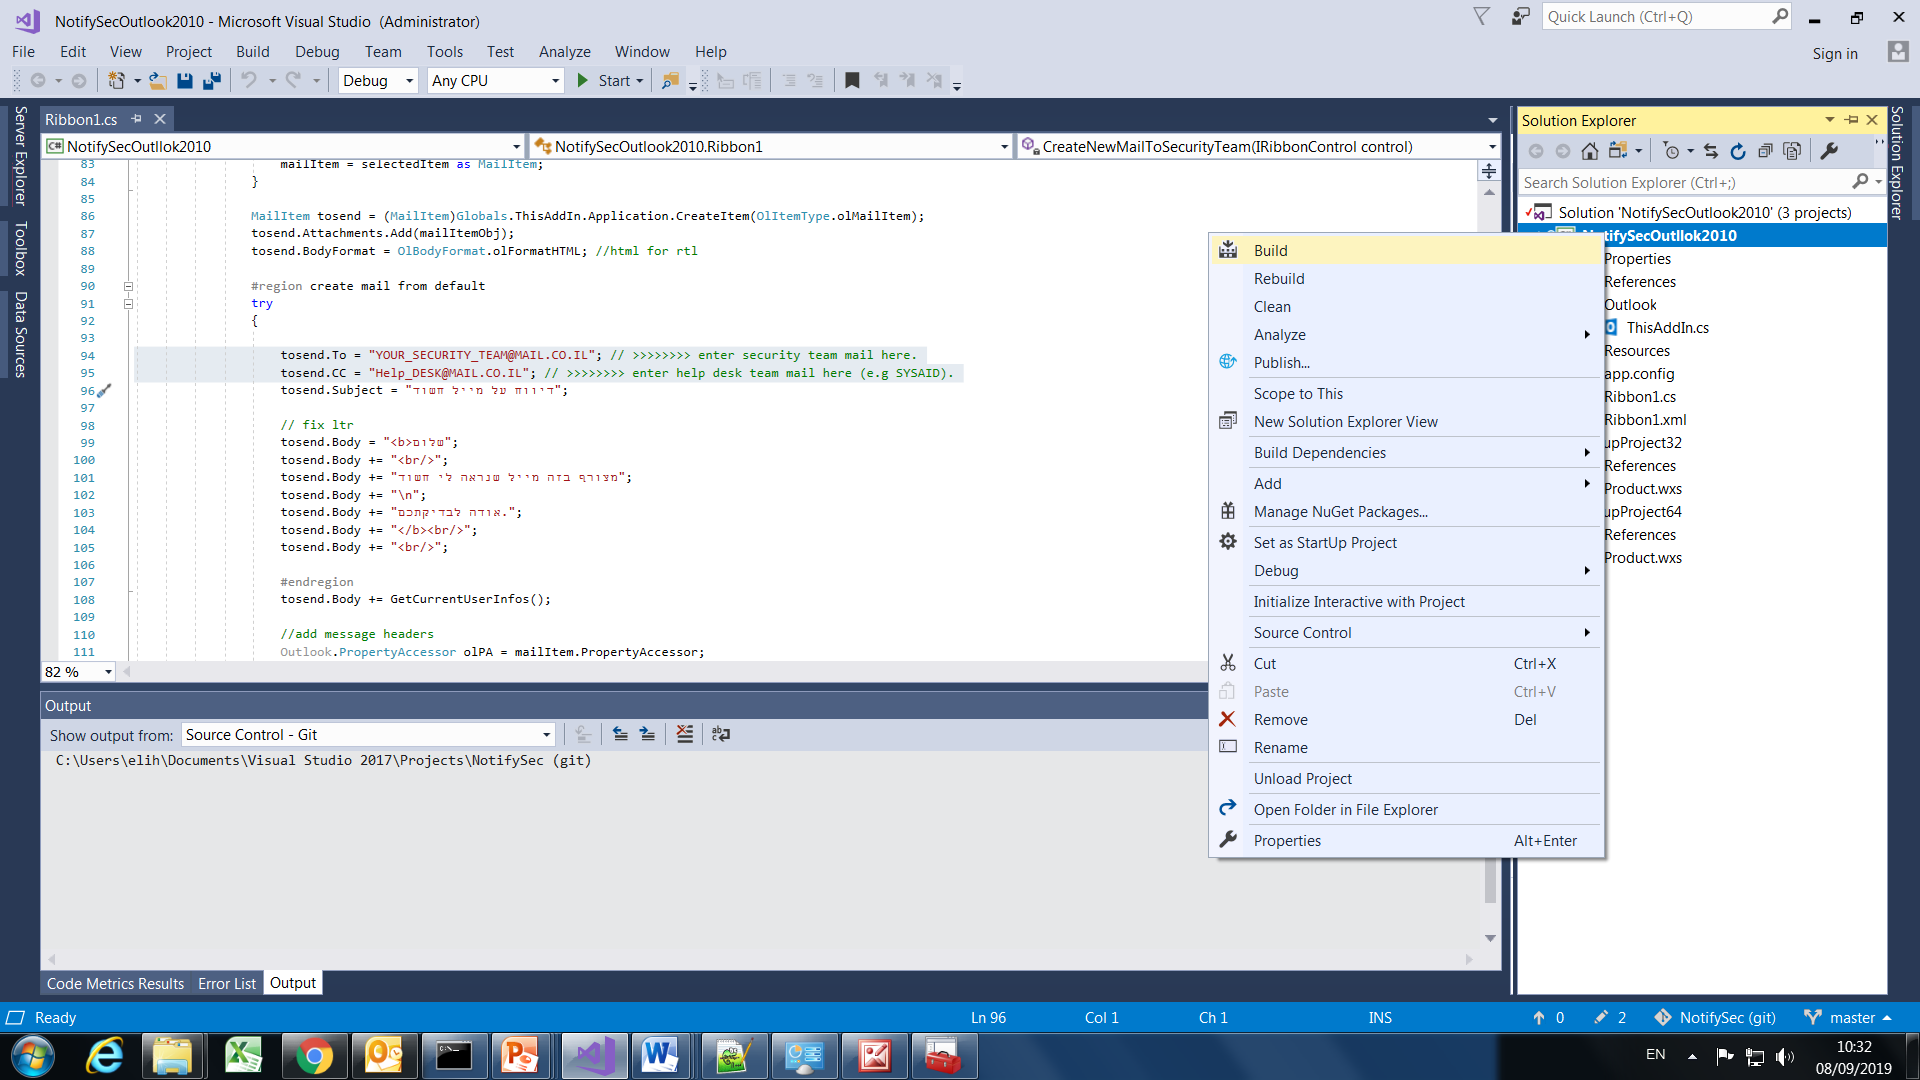 NotifySecOutlook2010 - Microsoft Visual Studio (Administrator)
Quick Launch (Ctrl+Q)
File Edit View Project Build Debug Team Tools Test Analyze Window Help
Sign in
Debug Any CPU Start
Server Explorer
Toolbox
Data Sources
Ribbon1.cs
NotifySecOutllok2010 NotifySecOutlook2010.Ribbon1 CreateNewMailToSecurityTeam(IRibbonControl control)
83 mailItem = selectedItem as MailItem;
84 }
85
86 MailItem tosend = (MailItem)Globals.ThisAddIn.Application.CreateItem(OlItemType.olMailItem);
87 tosend.Attachments.Add(mailItemObj);
88 tosend.BodyFormat = OlBodyFormat.olFormatHTML; //html for rtl
89
90 #region create mail from default
91 try
92 {
93
94 tosend.To = "YOUR_SECURITY_TEAM@MAIL.CO.IL"; // >>>>>>>> enter security team mail here.
95 tosend.CC = "Help_DESK@MAIL.CO.IL"; // >>>>>>>> enter help desk team mail here (e.g SYSAID).
96 tosend.Subject = "דיווח על מייל חשוד";
97
98 // fix ltr
99 tosend.Body = "<b>שלום";
100 tosend.Body += "<br/>";
101 tosend.Body += "מצורף בזה מייל שנראה לי חשוד";
102 tosend.Body += "\n";
103 tosend.Body += "אודה לבדיקתכם.";
104 tosend.Body += "</b><br/>";
105 tosend.Body += "<br/>";
106
107 #endregion
108 tosend.Body += GetCurrentUserInfos();
109
110 //add message headers
111 Outlook.PropertyAccessor olPA = mailItem.PropertyAccessor;
82 %
Output
Show output from: Source Control - Git
C:\Users\elih\Documents\Visual Studio 2017\Projects\NotifySec (git)
Code Metrics Results Error List Output
Build
Rebuild
Clean
Analyze
Publish...
Scope to This
New Solution Explorer View
Build Dependencies
Add
Manage NuGet Packages...
Set as StartUp Project
Debug
Initialize Interactive with Project
Source Control
Cut Ctrl+X
Paste Ctrl+V
Remove Del
Rename
Unload Project
Open Folder in File Explorer
Properties Alt+Enter
Solution Explorer
Search Solution Explorer (Ctrl+;)
Solution 'NotifySecOutlook2010' (3 projects)
NotifySecOutllok2010
Properties
References
Outlook
ThisAddIn.cs
Resources
app.config
Ribbon1.cs
Ribbon1.xml
upProject32
References
Product.wxs
upProject64
References
Product.wxs
Solution Explorer
Ready Ln 96 Col 1 Ch 1 INS 0 2 NotifySec (git) master
EN
10:32
08/09/2019